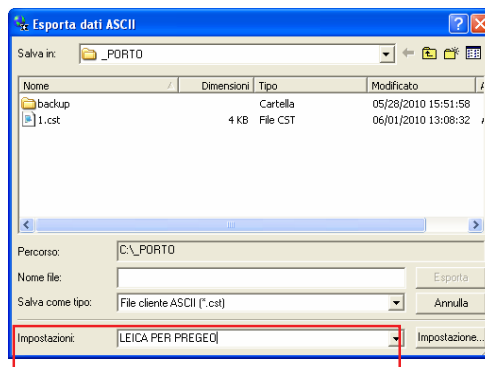 Esporta dati ASCII
Salva in: _PORTO
Nome / Dimensioni Tipo Modificato
backup Cartella 05/28/2010 15:51:58
1.cst 4 KB File CST 06/01/2010 13:08:32
Percorso: C:\_PORTO
Nome file: Esporta
Salva come tipo: File cliente ASCII (*.cst) Annulla
Impostazioni: LEICA PER PREGEO Impostazione...